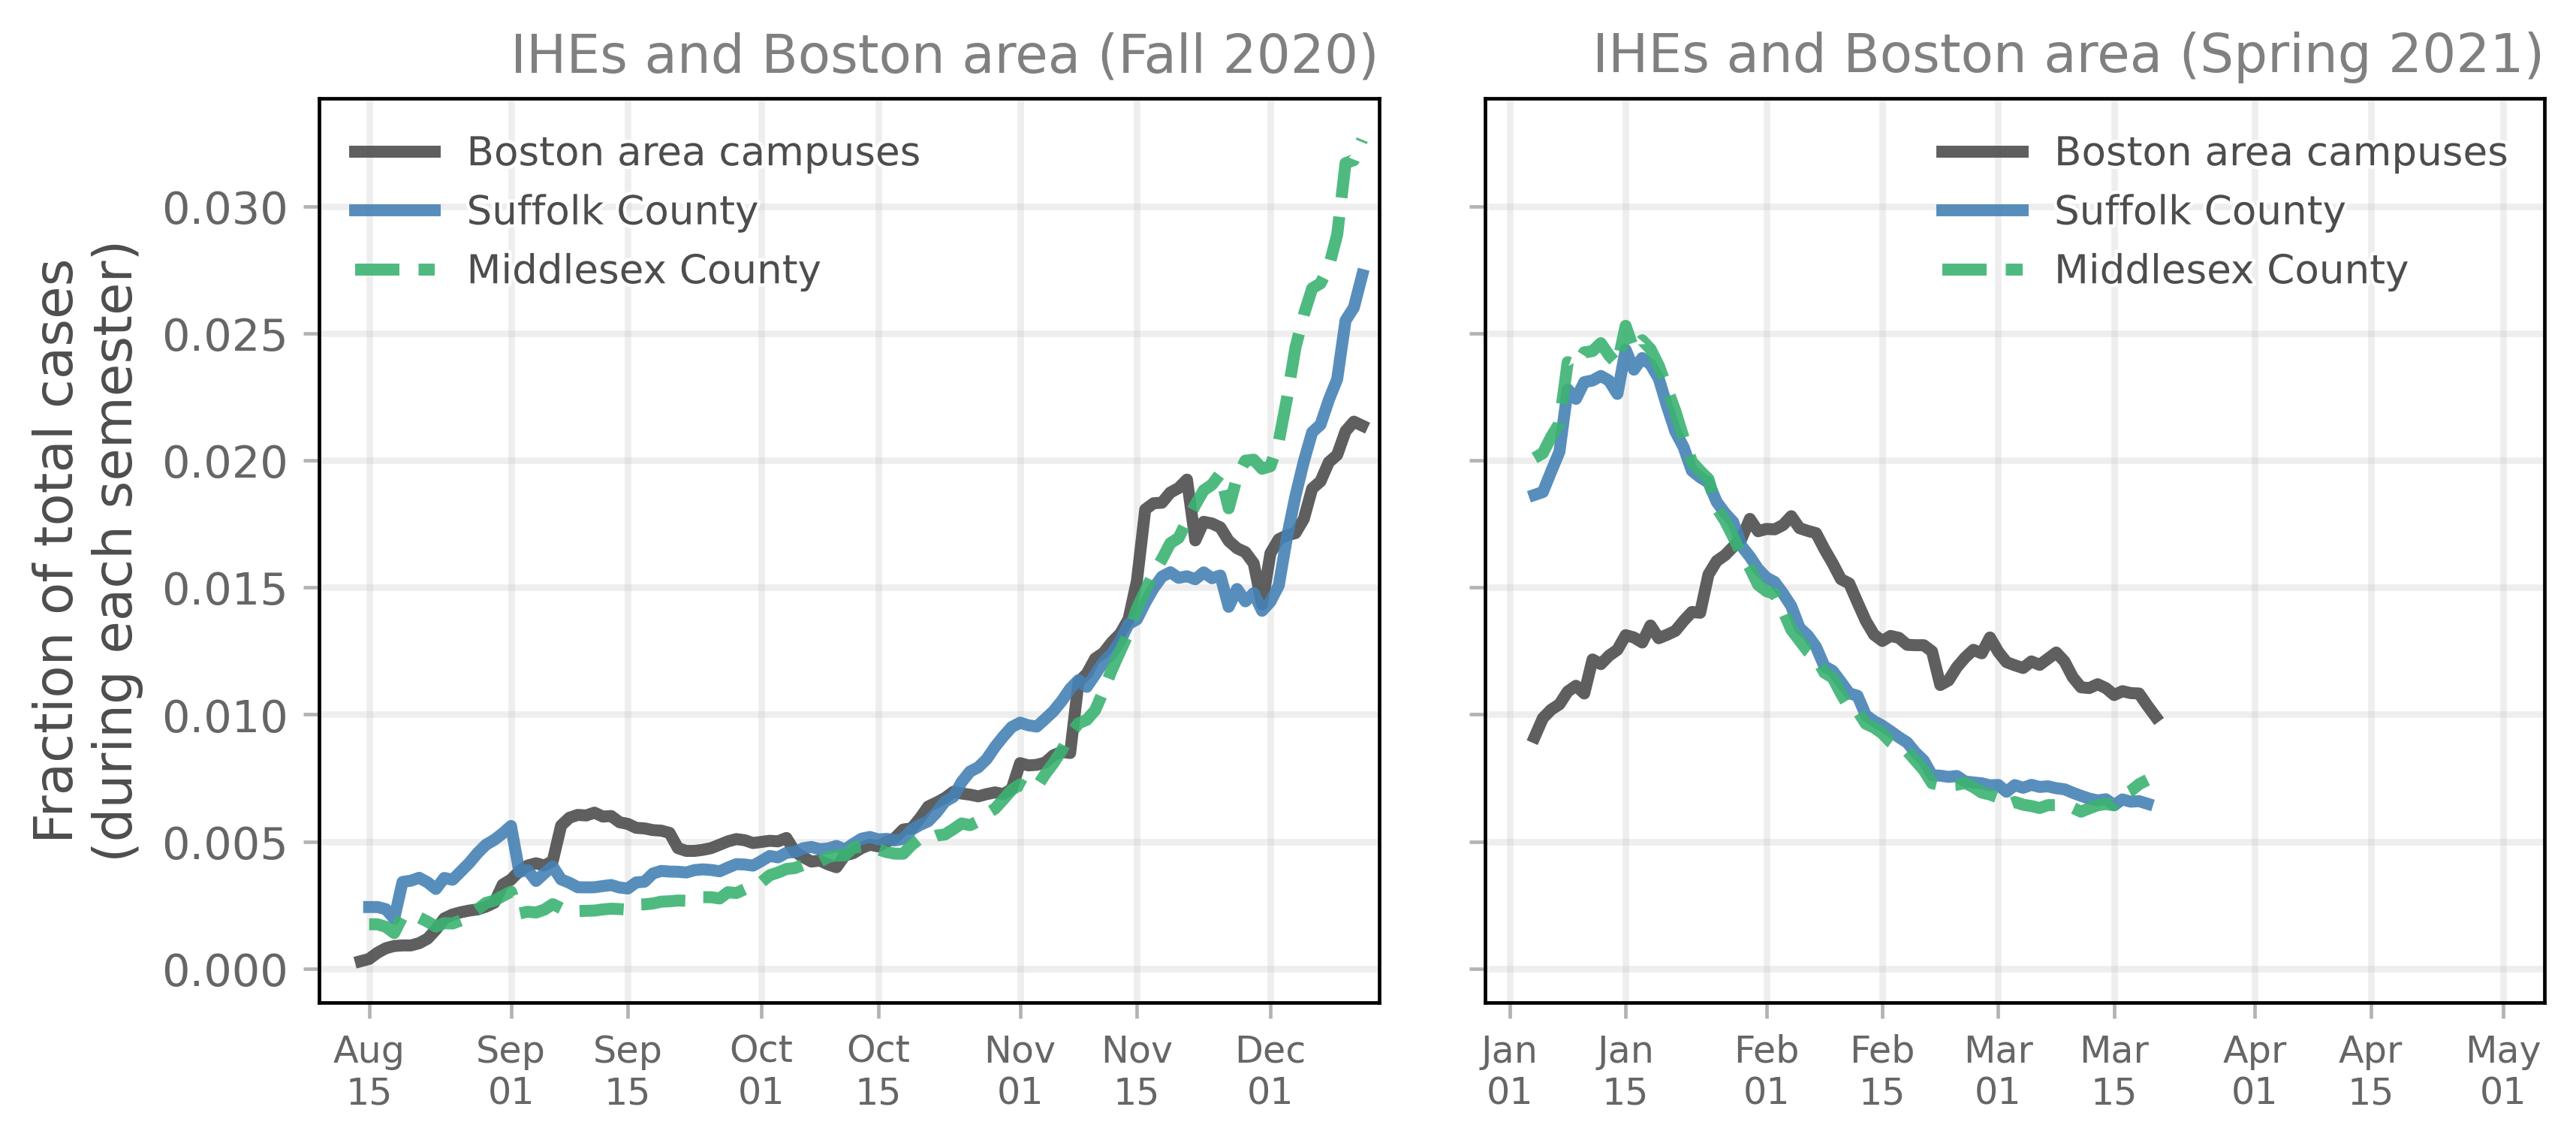 IHEs and Boston area (Fall 2020)
Boston area campuses
Suffolk County
Middlesex County
Fraction of total cases
(during each semester)
0.030
0.025
0.020
0.015
0.010
0.005
0.000
Aug 15
Sep 01
Sep 15
Oct 01
Oct 15
Nov 01
Nov 15
Dec 01
IHEs and Boston area (Spring 2021)
Boston area campuses
Suffolk County
Middlesex County
Jan 01
Jan 15
Feb 01
Feb 15
Mar 01
Mar 15
Apr 01
Apr 15
May 01